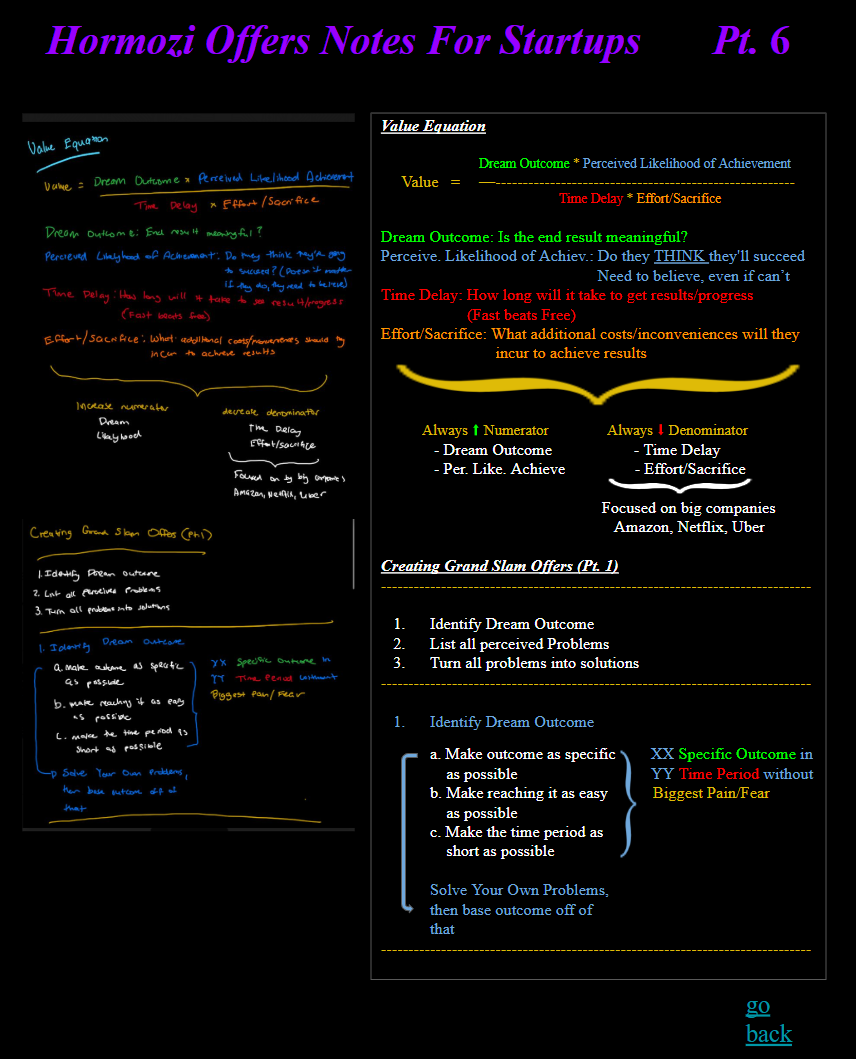 Hormozi Offers Notes For Startups Pt. 6
Value Equation
Value = Dream Outcome * Perceived Likelihood Achievement
Time Delay * Effort/Sacrifice
Dream Outcome: End result meaningful?
Percieved Likelyhood of Achievement: Do they think they're going
to succeed? (Doesn't matter
if they do, they need to believe)
Time Delay: How long will it take to see result/progress
(Fast beats free)
Effort/Sacrifice: What additional costs/inconveniences should they
incur to achieve results
Increase numerator
Dream
Likelyhood
decrease denominator
Time Delay
Effort/sacrifice
Focused on by big companies
Amazon, Netflix, Uber
Creating Grand Slam Offers (Pt.1)
1. Identify Dream outcome
2. List all perceived Problems
3. Turn all problems into solutions
1. Identify Dream outcome
a. make outcome as specific
as possible
b. make reaching it as easy
as possible
c. make the time period as
short as possible
XX Specific outcome in
YY Time Period without
Biggest Pain/Fear
Solve Your Own Problems,
then base outcome off of
that
Value Equation
Dream Outcome * Perceived Likelihood of Achievement
Value = —--------------------------------------------------------
Time Delay * Effort/Sacrifice
Dream Outcome: Is the end result meaningful?
Perceive. Likelihood of Achiev.: Do they THINK they'll succeed
Need to believe, even if can't
Time Delay: How long will it take to get results/progress
(Fast beats Free)
Effort/Sacrifice: What additional costs/inconveniences will they
incur to achieve results
Always ⬆ Numerator
- Dream Outcome
- Per. Like. Achieve
Always ⬇ Denominator
- Time Delay
- Effort/Sacrifice
Focused on big companies
Amazon, Netflix, Uber
Creating Grand Slam Offers (Pt. 1)
1. Identify Dream Outcome
2. List all perceived Problems
3. Turn all problems into solutions
1. Identify Dream Outcome
a. Make outcome as specific
as possible
b. Make reaching it as easy
as possible
c. Make the time period as
short as possible
XX Specific Outcome in
YY Time Period without
Biggest Pain/Fear
Solve Your Own Problems,
then base outcome off of
that
go
back